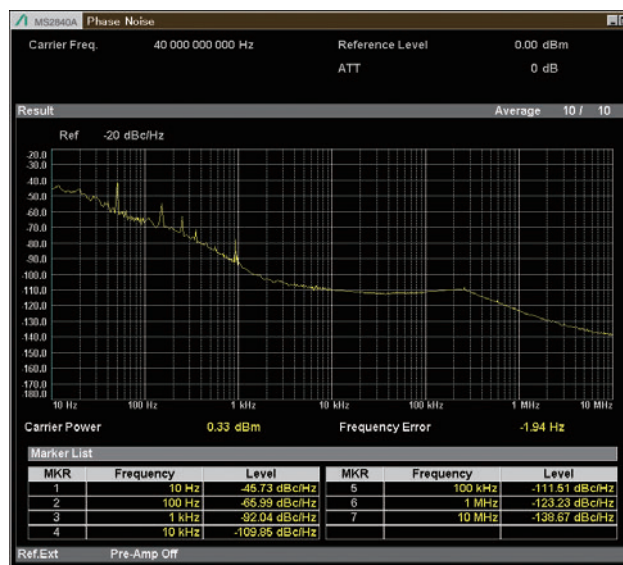 MS2840A Phase Noise
Carrier Freq. 40 000 000 000 Hz Reference Level 0.00 dBm
ATT 0 dB
Result Average 10 / 10
Ref -20 dBc/Hz
-20.0
-30.0
-40.0
-50.0
-60.0
-70.0
-80.0
-90.0
-100.0
-110.0
-120.0
-130.0
-140.0
-150.0
-160.0
-170.0
-180.0
10 Hz 100 Hz 1 kHz 10 kHz 100 kHz 1 MHz 10 MHz
Carrier Power 0.33 dBm Frequency Error -1.94 Hz
Marker List
MKR Frequency Level MKR Frequency Level
1 10 Hz -45.73 dBc/Hz 5 100 kHz -111.51 dBc/Hz
2 100 Hz -65.99 dBc/Hz 6 1 MHz -123.23 dBc/Hz
3 1 kHz -92.04 dBc/Hz 7 10 MHz -138.67 dBc/Hz
4 10 kHz -109.85 dBc/Hz
Ref.Ext Pre-Amp Off